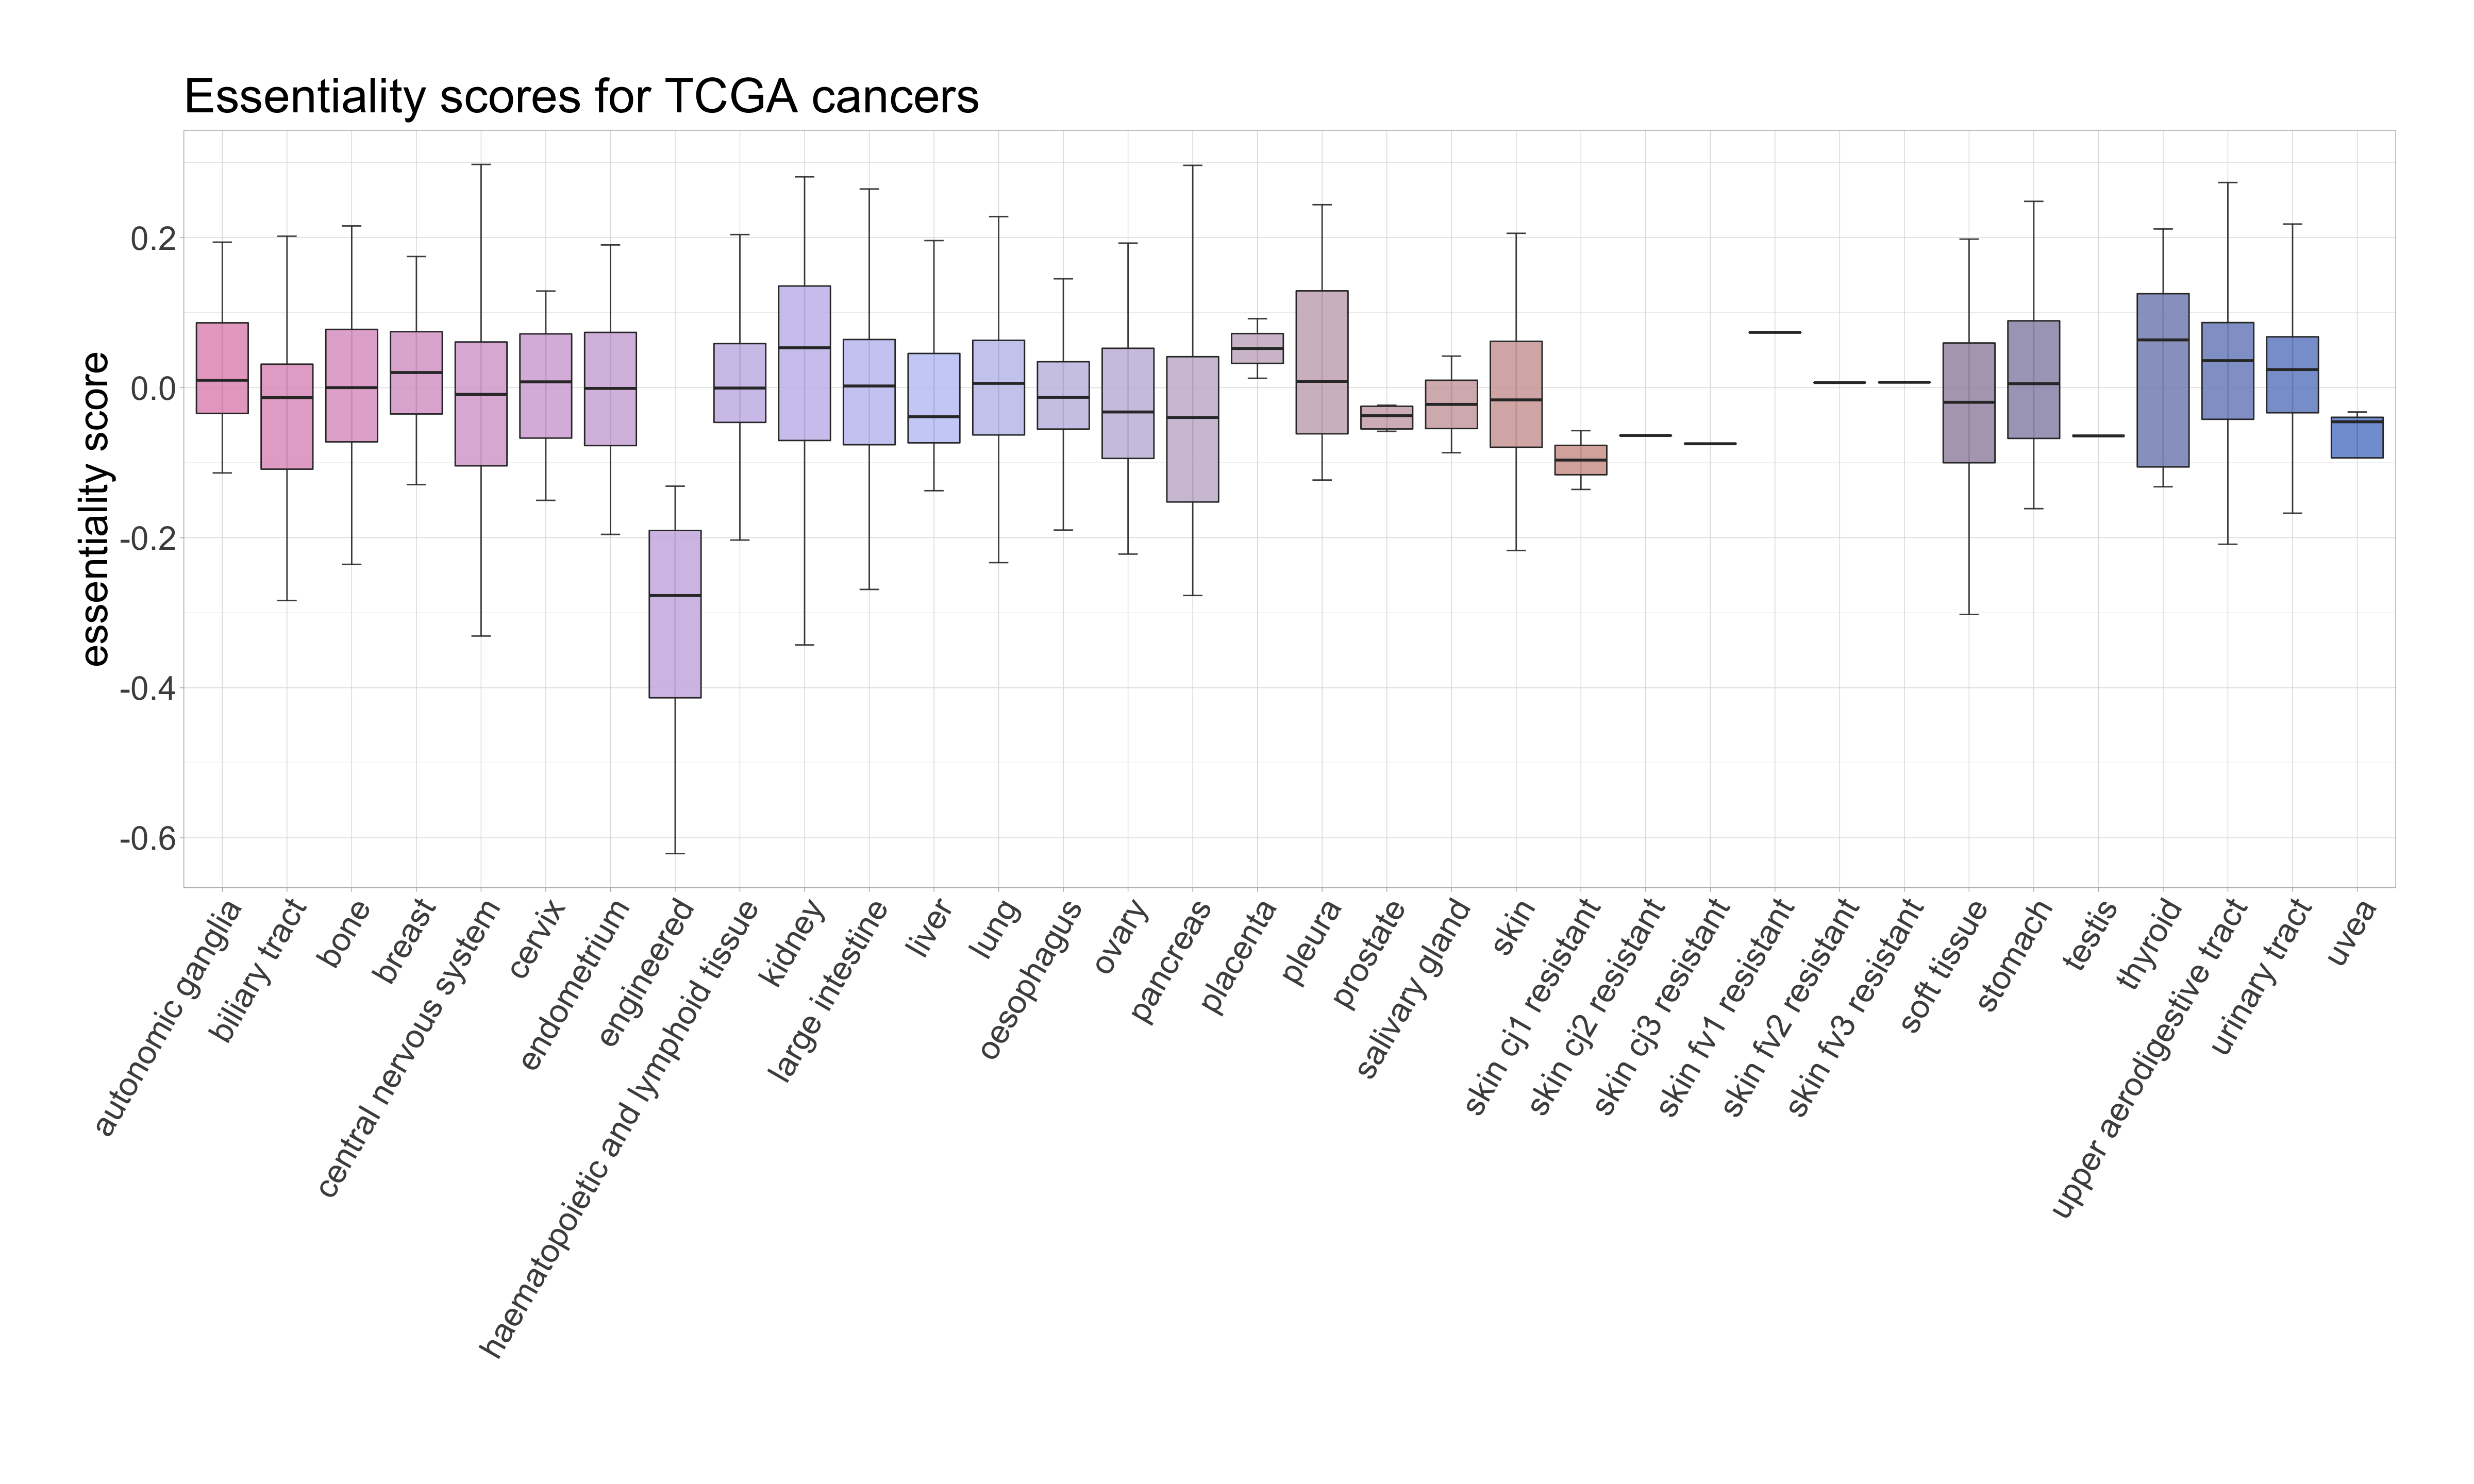 Essentiality scores for TCGA cancers
essentiality score
0.2
0.0
-0.2
-0.4
-0.6
autonomic ganglia
biliary tract
bone
breast
central nervous system
cervix
endometrium
engineered
haematopoietic and lymphoid tissue
kidney
large intestine
liver
lung
oesophagus
ovary
pancreas
placenta
pleura
prostate
salivary gland
skin
skin cj1 resistant
skin cj2 resistant
skin cj3 resistant
skin fv1 resistant
skin fv2 resistant
skin fv3 resistant
soft tissue
stomach
testis
thyroid
upper aerodigestive tract
urinary tract
uvea